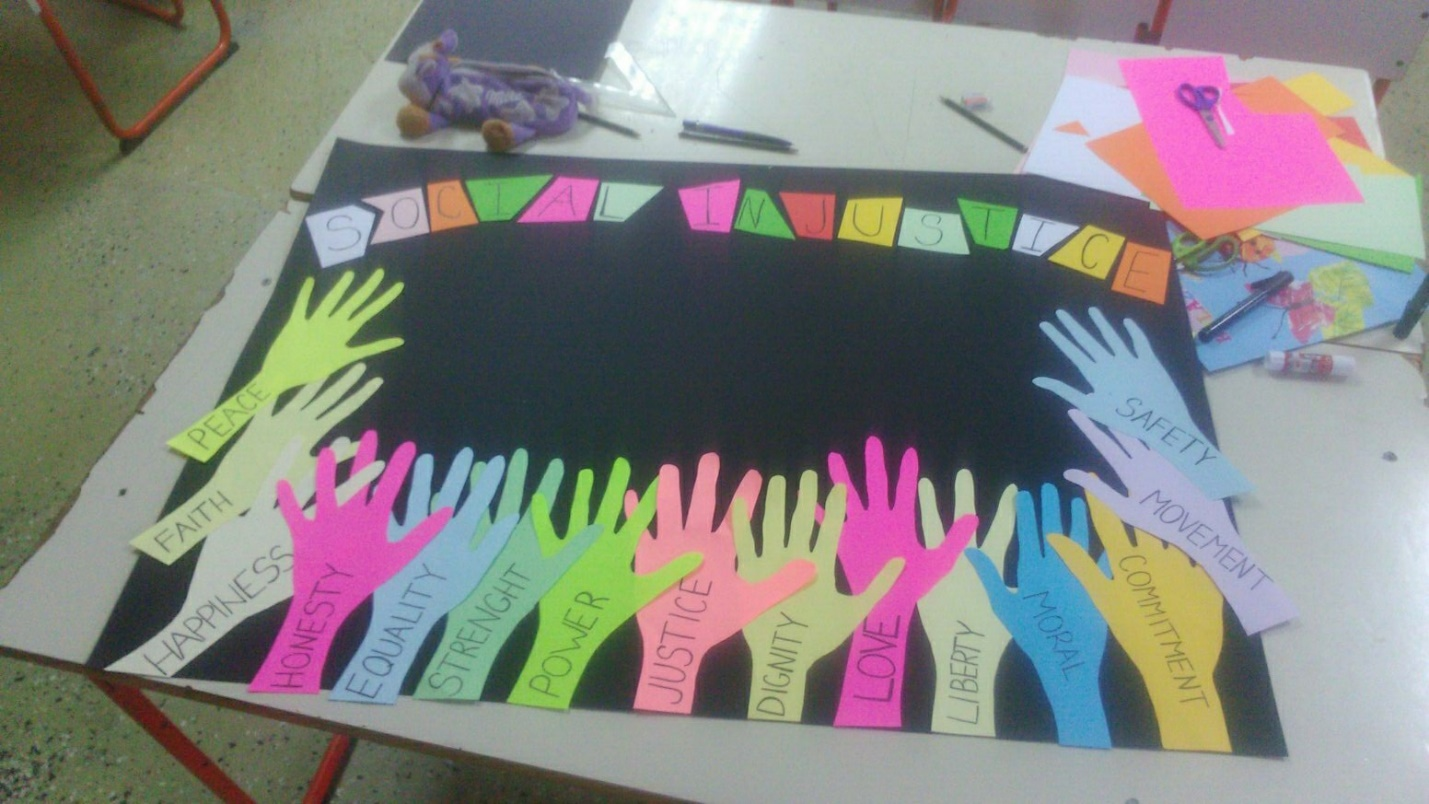 SOCIAL INJUSTICE
PEACE
FAITH
HAPPINESS
HONESTY
EQUALITY
STRENGHT
POWER
JUSTICE
DIGNITY
LOVE
LIBERTY
MORAL
COMMITMENT
MOVEMENT
SAFETY